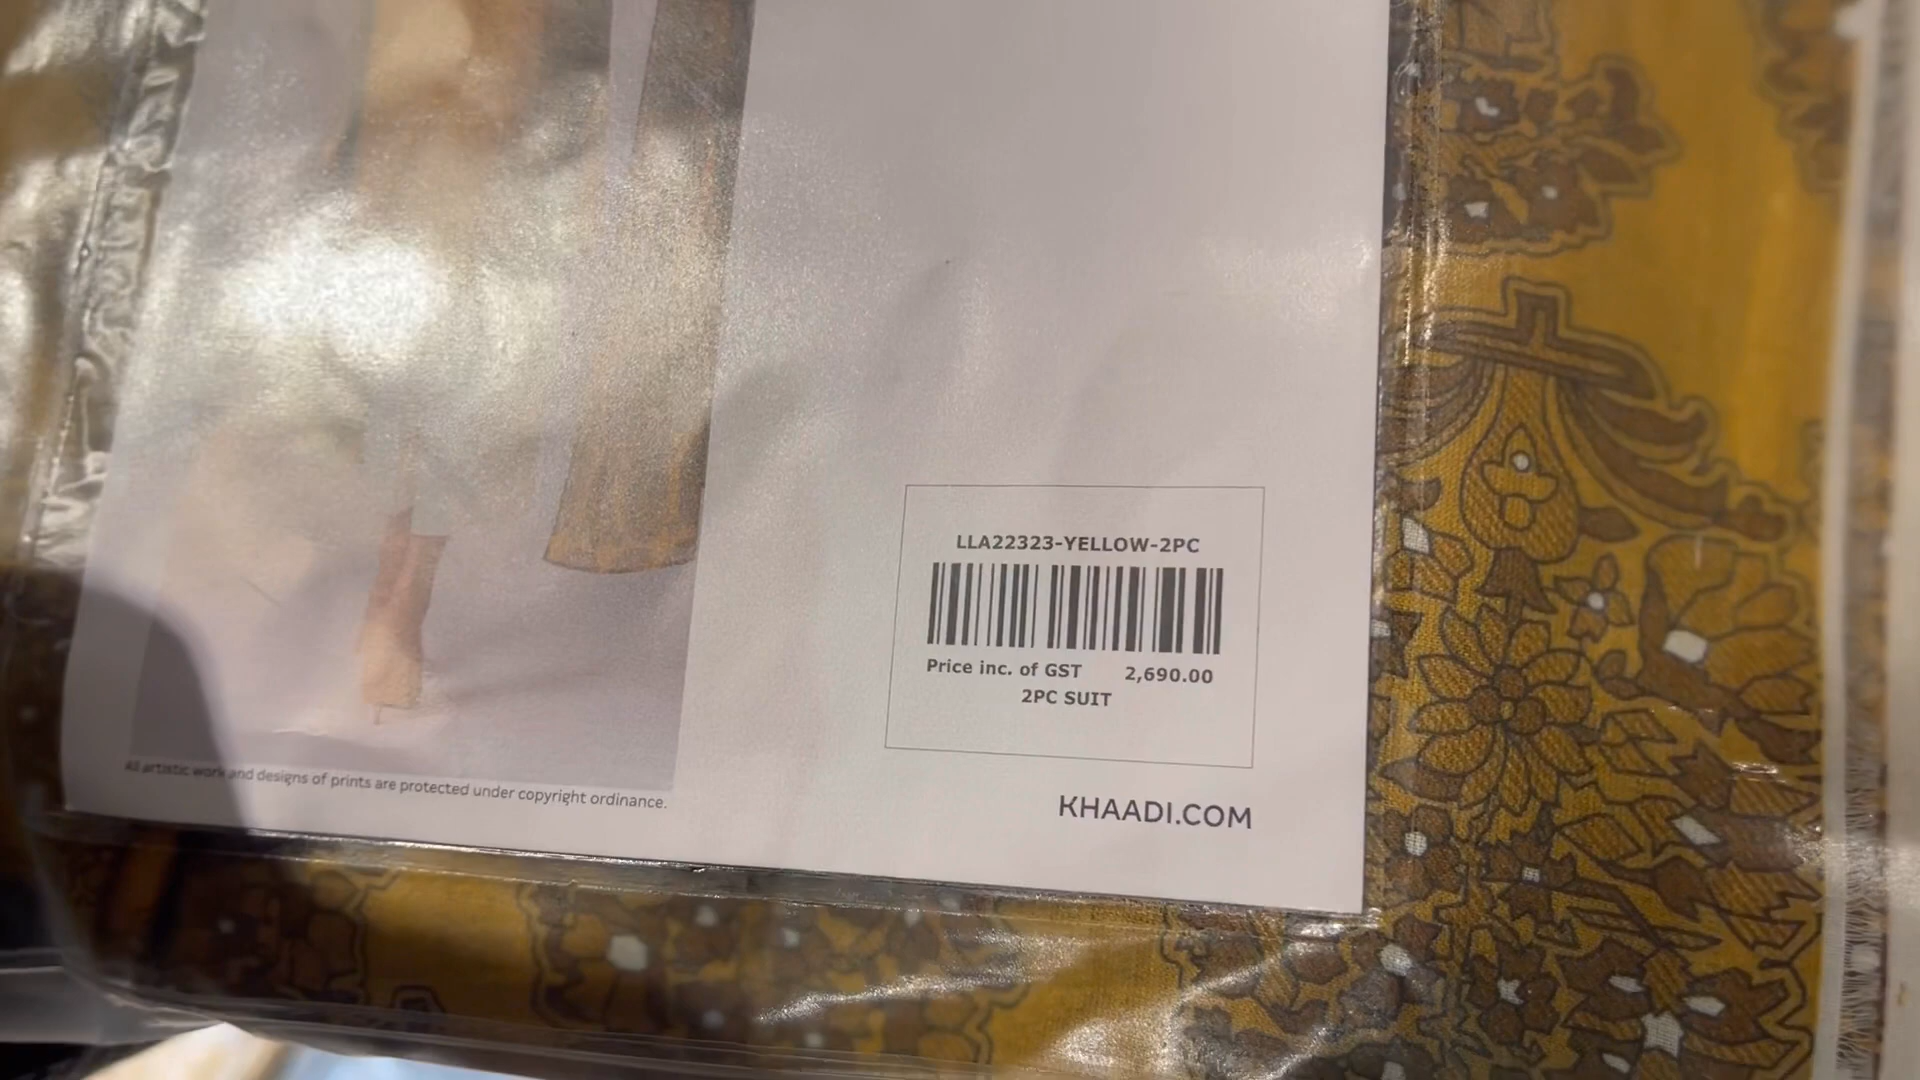 LLA22323-YELLOW-2PC
Price inc. of GST 2,690.00
2PC SUIT
All artistic work and designs of prints are protected under copyright ordinance.
KHAADI.COM